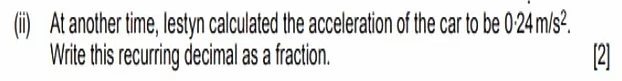 (ii) At another time, Iestyn calculated the acceleration of the car to be 0·24̇ m/s².
Write this recurring decimal as a fraction. [2]